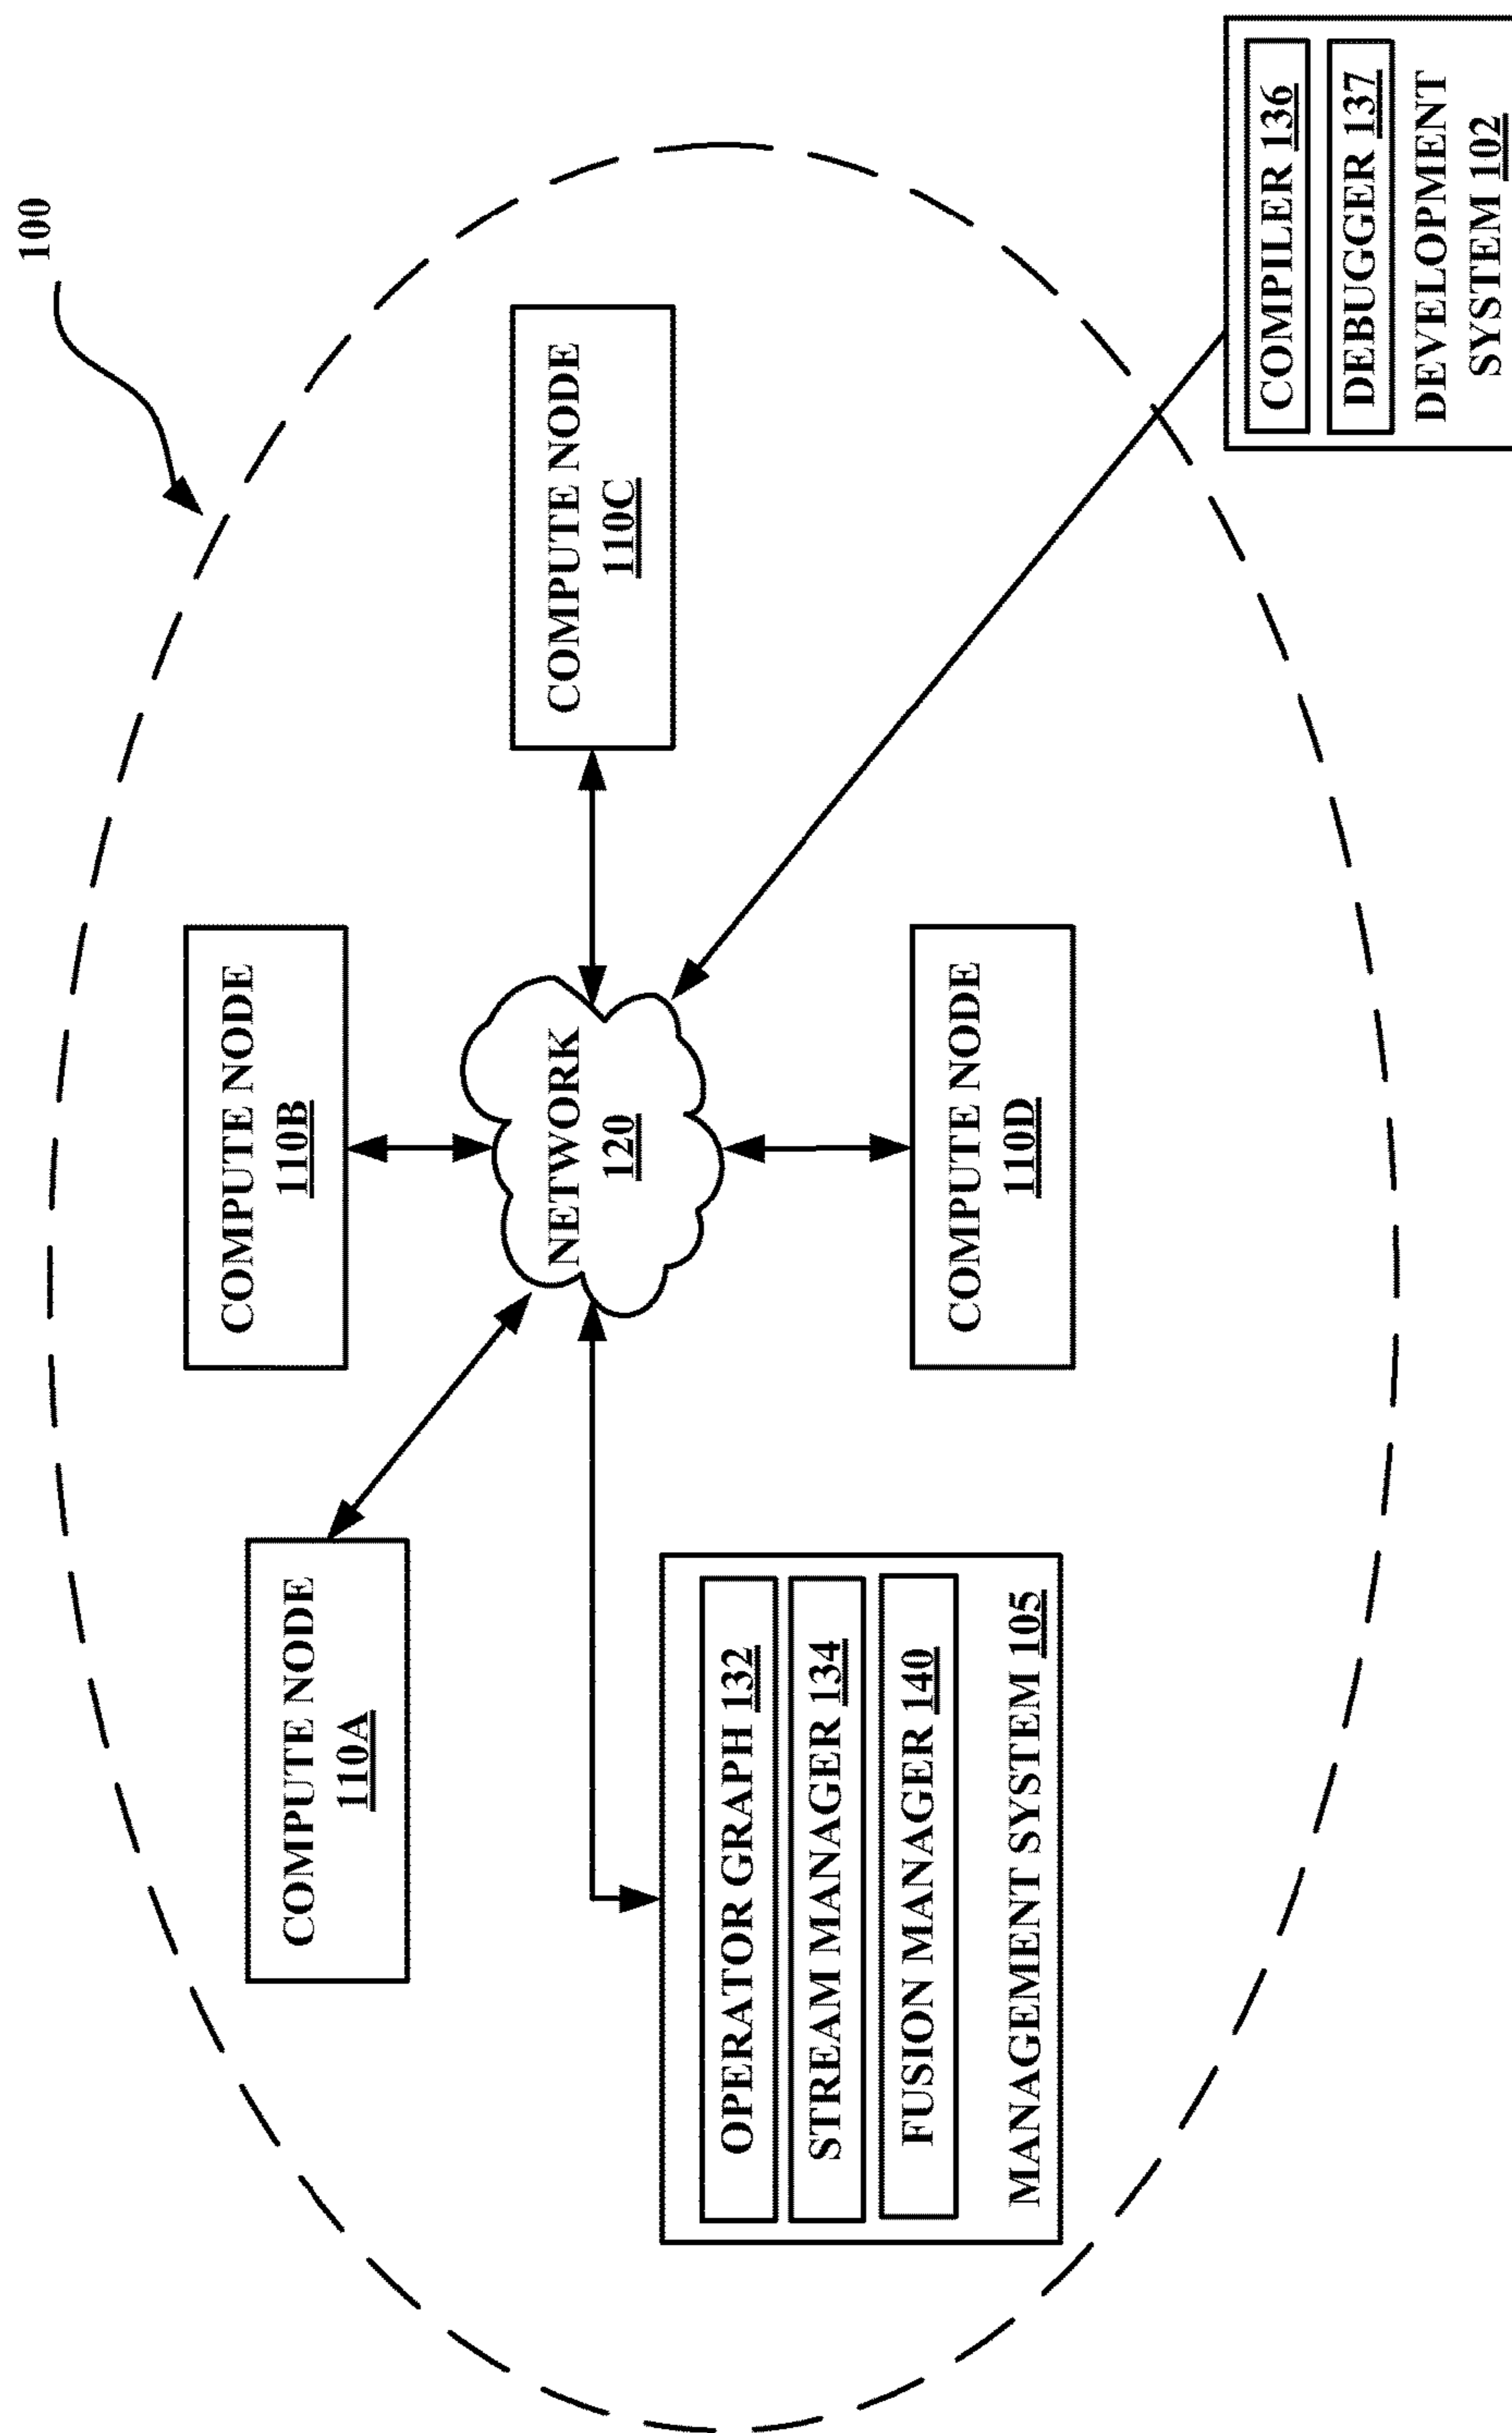 100
COMPUTE NODE
110A
COMPUTE NODE
110B
COMPUTE NODE
110C
NETWORK
120
OPERATOR GRAPH 132
STREAM MANAGER 134
FUSION MANAGER 140
MANAGEMENT SYSTEM 105
COMPUTE NODE
110D
COMPILER 136
DEBUGGER 137
DEVELOPMENT
SYSTEM 102